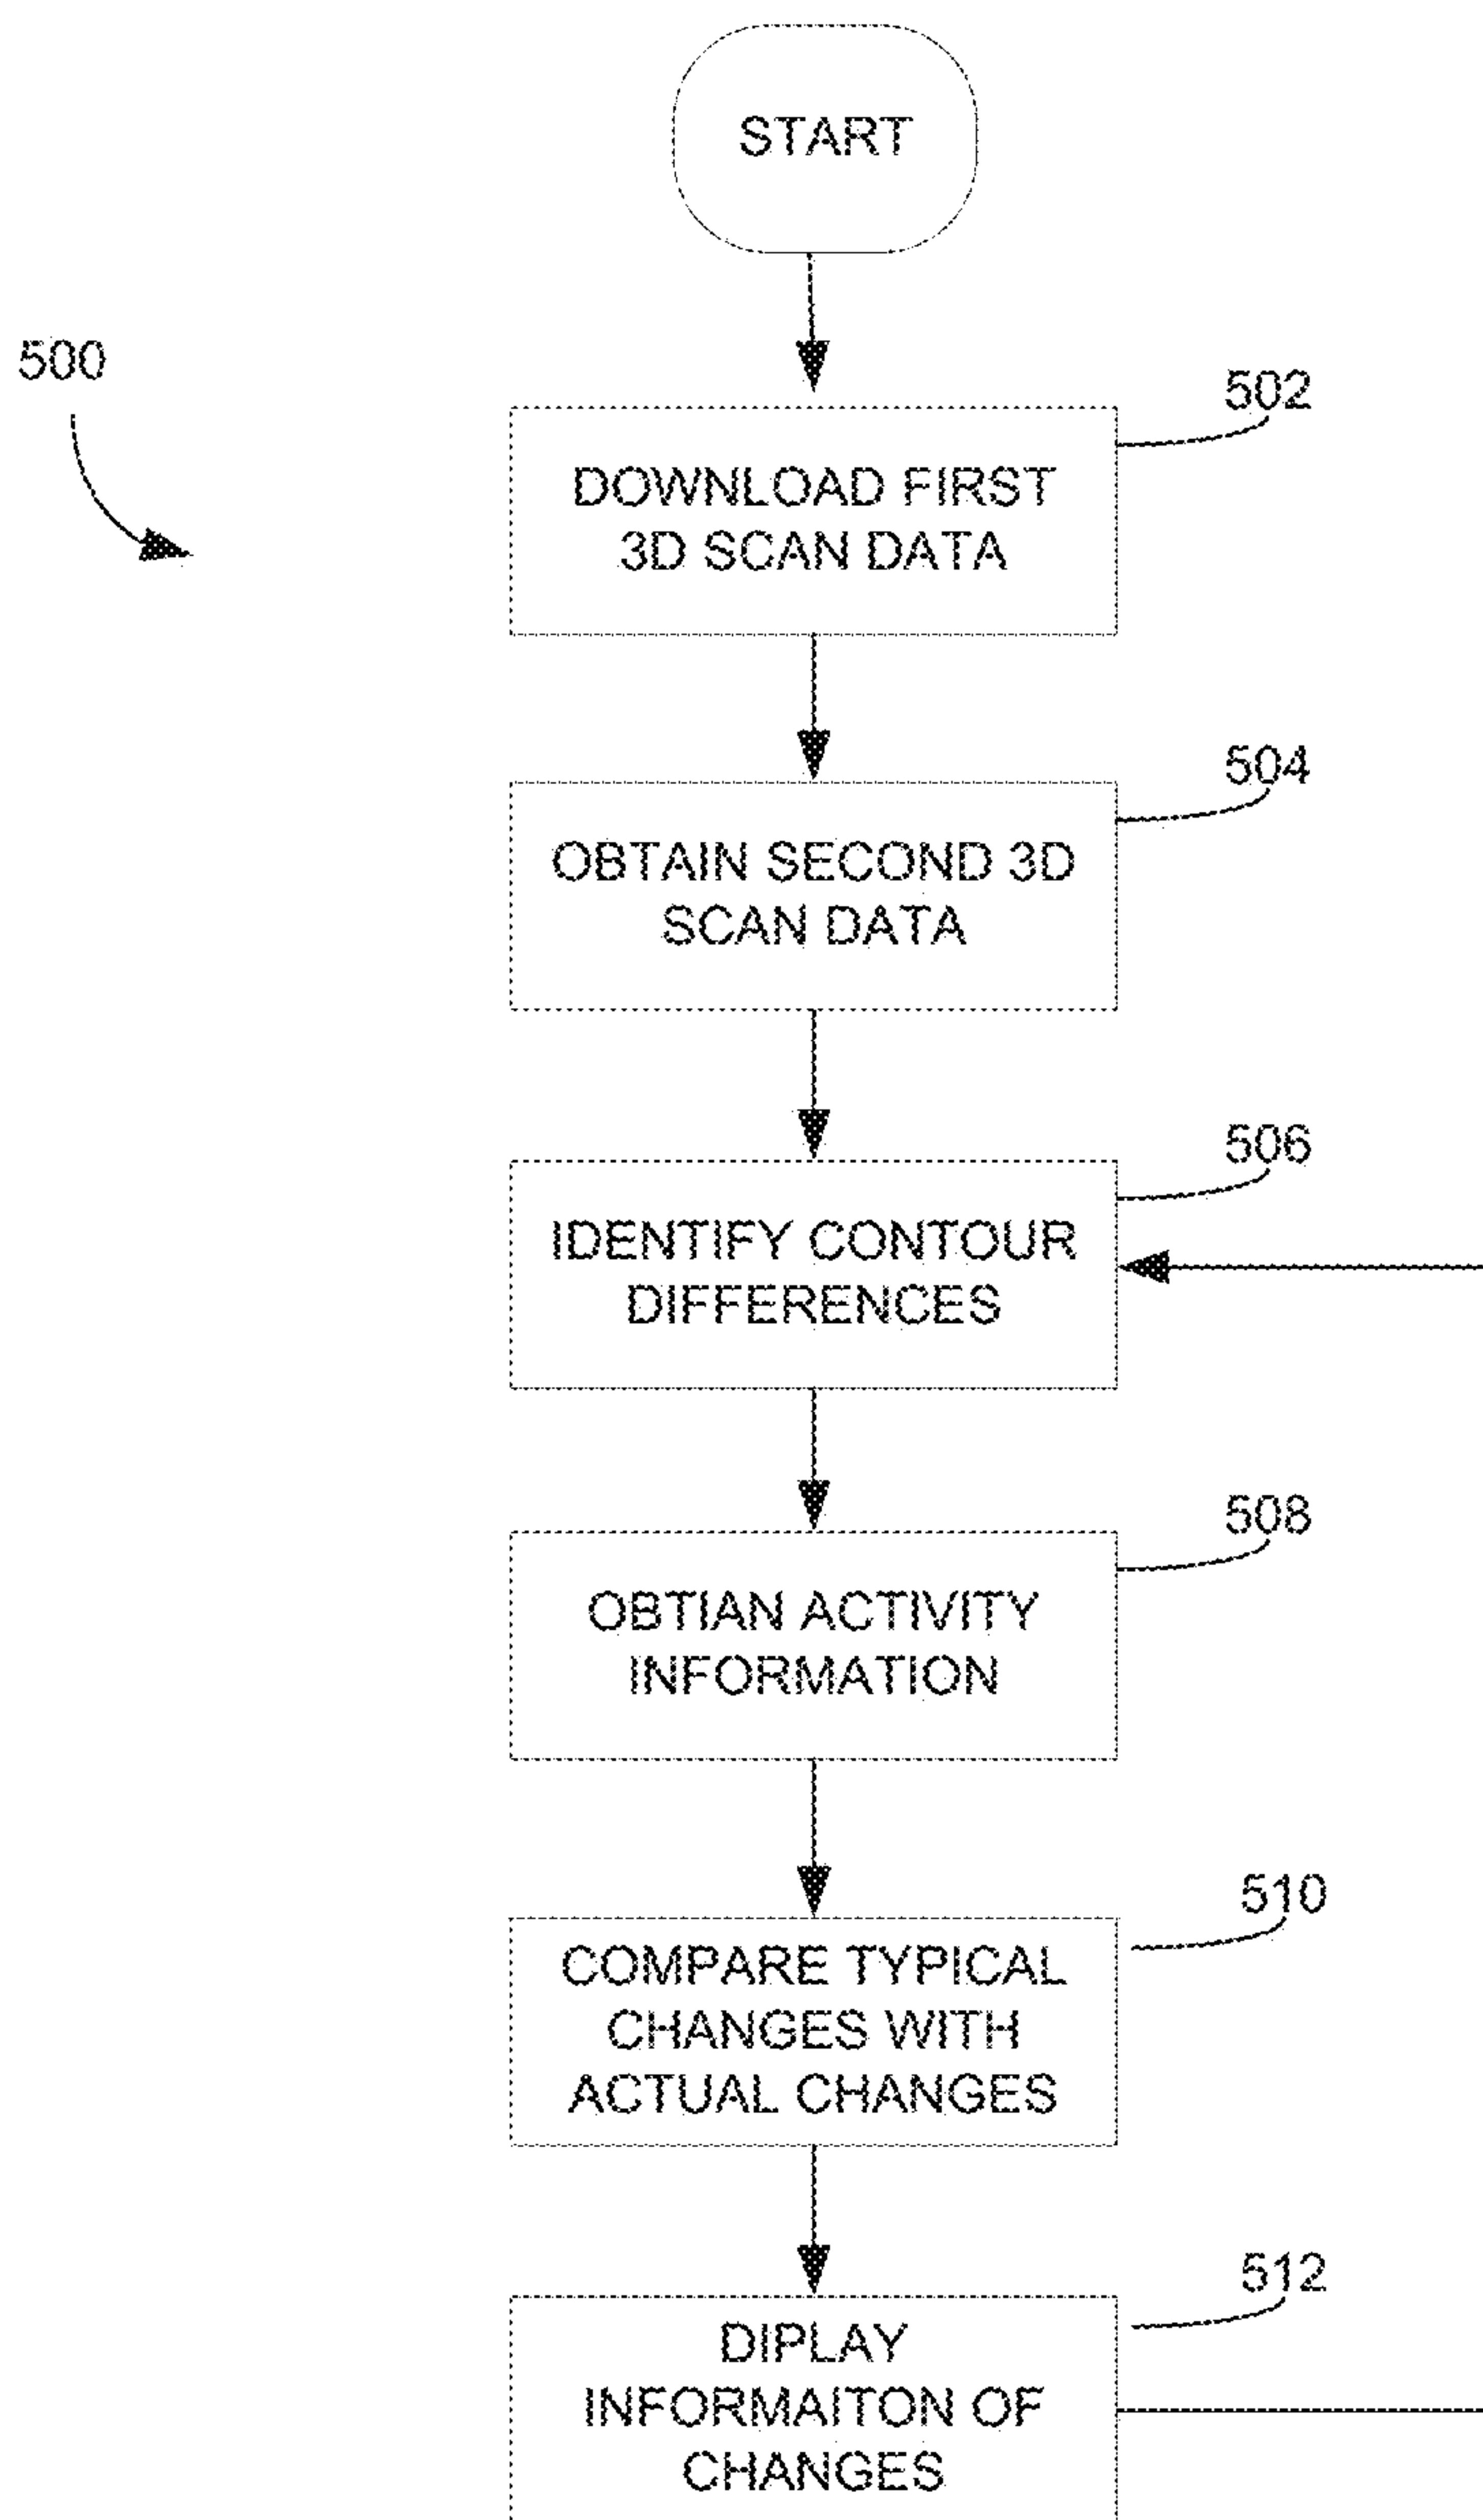 START
500
502
DOWNLOAD FIRST
3D SCAN DATA
504
OBTAIN SECOND 3D
SCAN DATA
506
IDENTIFY CONTOUR
DIFFERENCES
508
OBTIAN ACTIVITY
INFORMATION
510
COMPARE TYPICAL
CHANGES WITH
ACTUAL CHANGES
512
DIPLAY
INFORMAITON OF
CHANGES